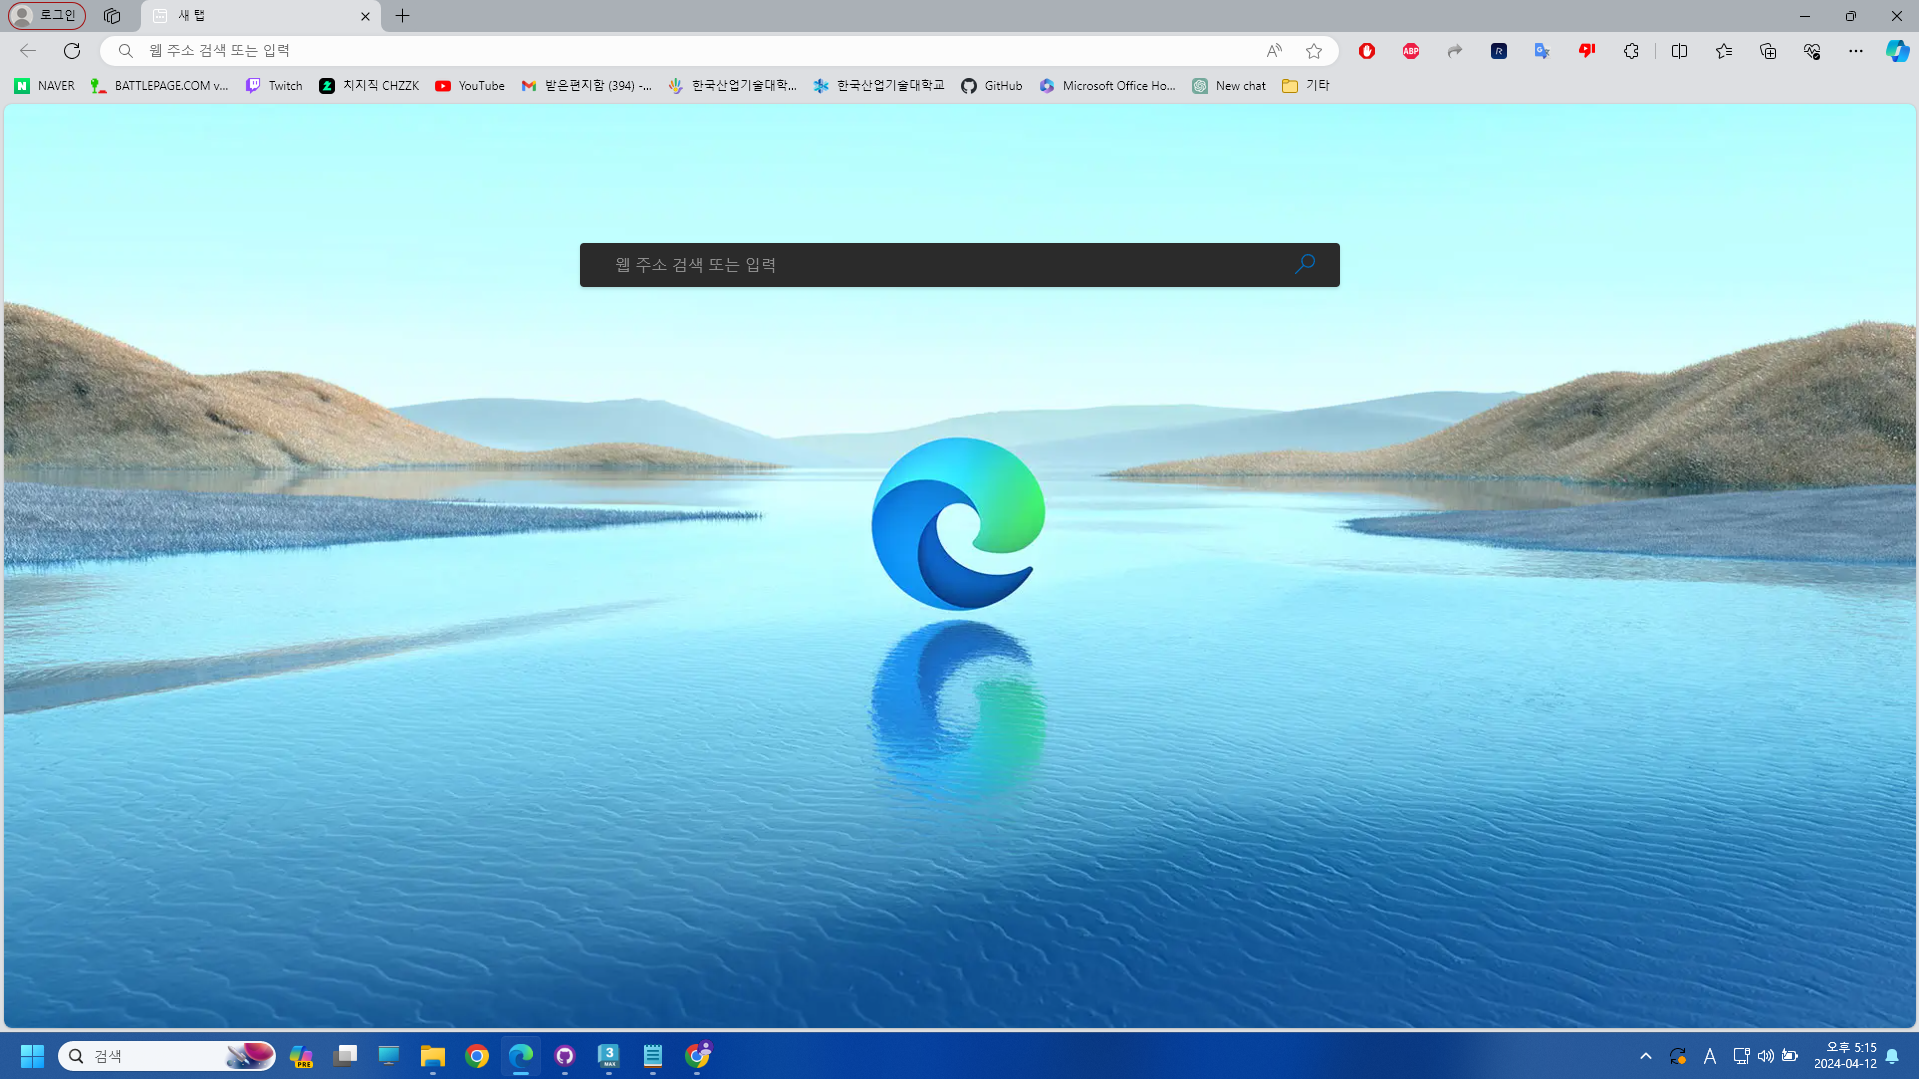 로그인
새 탭
웹 주소 검색 또는 입력
ABP
R
N NAVER
BATTLEPAGE.COM v...
Twitch
치지직 CHZZK
YouTube
받은편지함 (394) -...
한국산업기술대학...
한국산업기술대학교
GitHub
Microsoft Office Ho...
New chat
기타
웹 주소 검색 또는 입력
검색
PRE
3
MAX
A
오후 5:15
2024-04-12